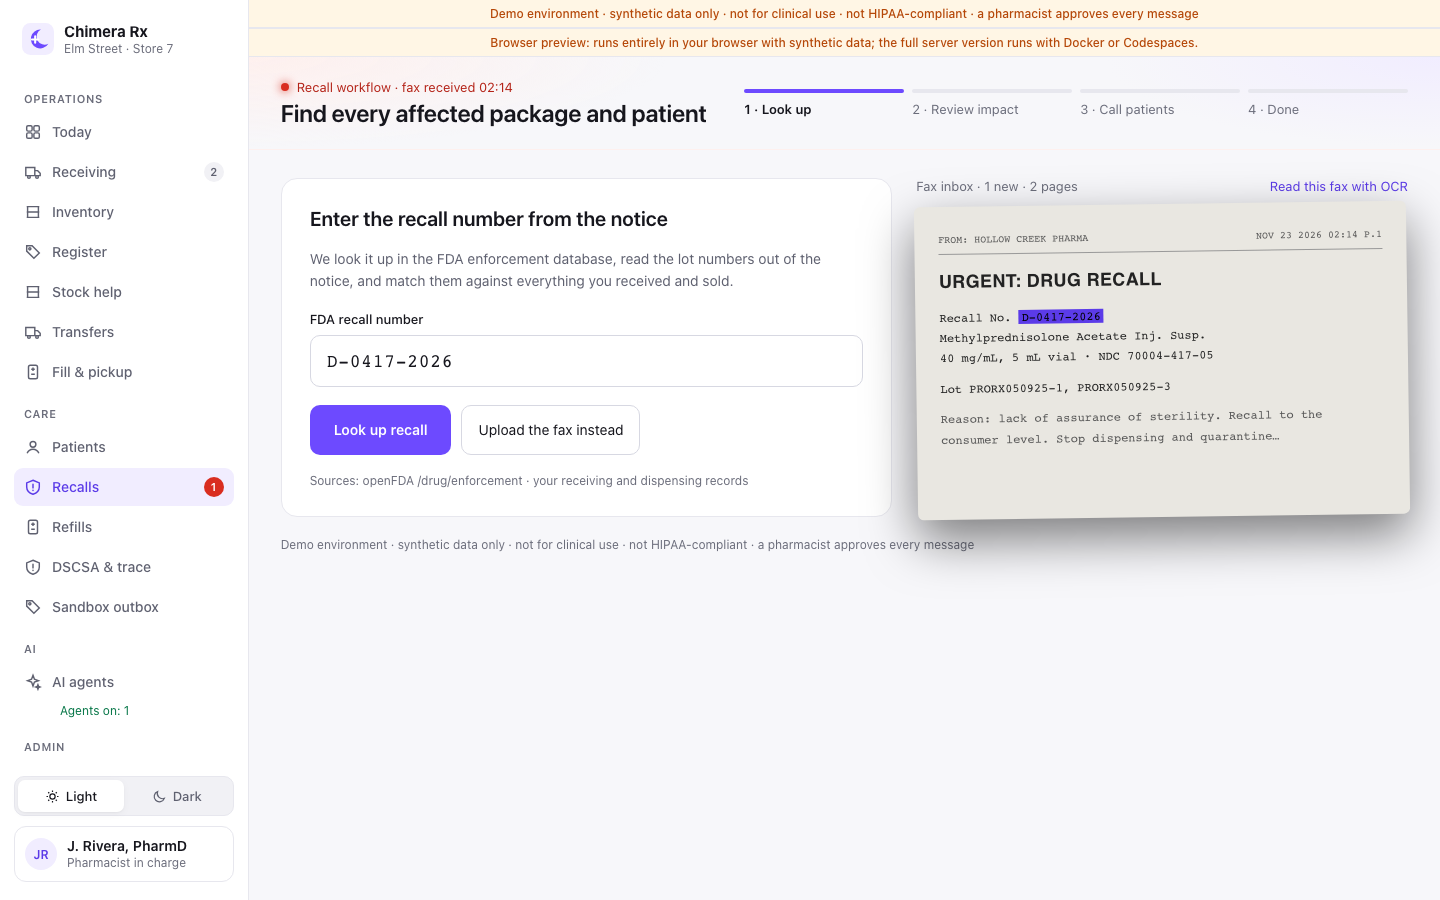 Chimera Rx
Elm Street · Store 7
OPERATIONS
Today
Receiving 2
Inventory
Register
Stock help
Transfers
Fill & pickup
CARE
Patients
Recalls 1
Refills
DSCSA & trace
Sandbox outbox
AI
AI agents
Agents on: 1
ADMIN
Light Dark
JR
J. Rivera, PharmD
Pharmacist in charge
Demo environment · synthetic data only · not for clinical use · not HIPAA-compliant · a pharmacist approves every message
Browser preview: runs entirely in your browser with synthetic data; the full server version runs with Docker or Codespaces.
Recall workflow · fax received 02:14
Find every affected package and patient
1 · Look up 2 · Review impact 3 · Call patients 4 · Done
Enter the recall number from the notice
We look it up in the FDA enforcement database, read the lot numbers out of the
notice, and match them against everything you received and sold.
FDA recall number
D-0417-2026
Look up recall Upload the fax instead
Sources: openFDA /drug/enforcement · your receiving and dispensing records
Fax inbox · 1 new · 2 pages Read this fax with OCR
FROM: HOLLOW CREEK PHARMA NOV 23 2026 02:14 P.1
URGENT: DRUG RECALL
Recall No. D-0417-2026
Methylprednisolone Acetate Inj. Susp.
40 mg/mL, 5 mL vial · NDC 70004-417-05
Lot PRORX050925-1, PRORX050925-3
Reason: lack of assurance of sterility. Recall to the
consumer level. Stop dispensing and quarantine…
Demo environment · synthetic data only · not for clinical use · not HIPAA-compliant · a pharmacist approves every message